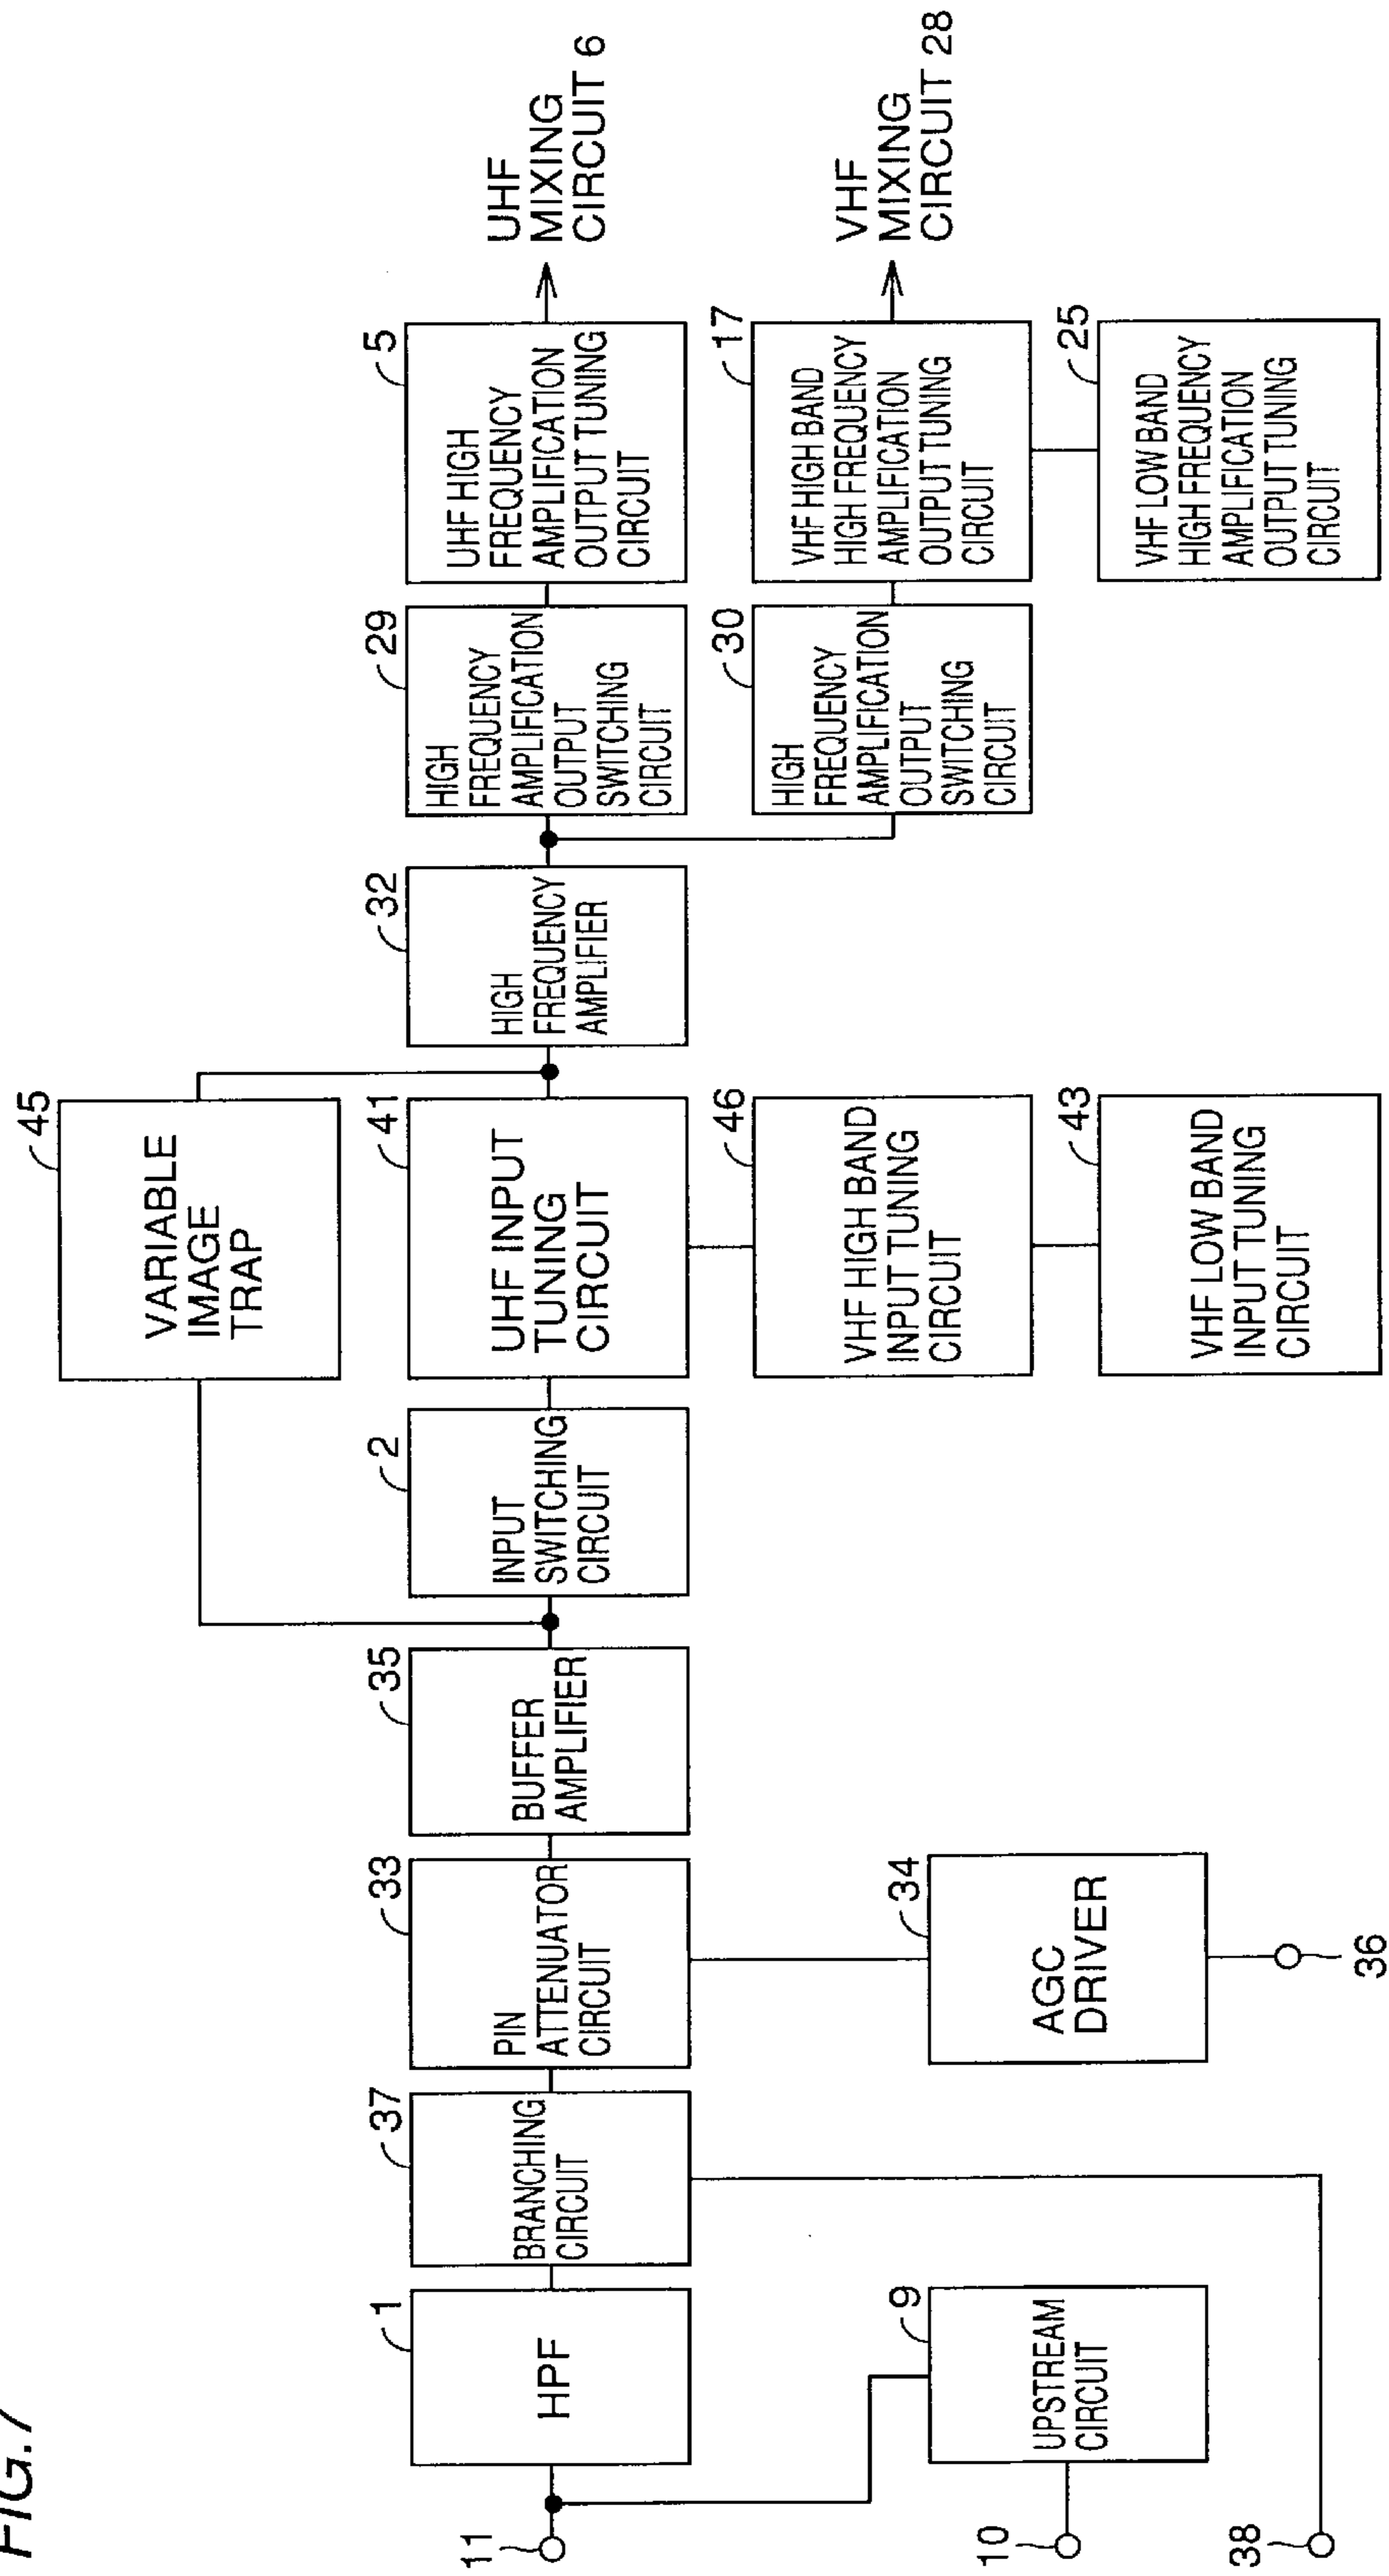 FIG.7
45
VARIABLE
IMAGE
TRAP
11
1
HPF
37
BRANCHING
CIRCUIT
33
PIN
ATTENUATOR
CIRCUIT
35
BUFFER
AMPLIFIER
2
INPUT
SWITCHING
CIRCUIT
41
UHF INPUT
TUNING
CIRCUIT
32
HIGH
FREQUENCY
AMPLIFIER
29
HIGH
FREQUENCY
AMPLIFICATION
OUTPUT
SWITCHING
CIRCUIT
5
UHF HIGH
FREQUENCY
AMPLIFICATION
OUTPUT TUNING
CIRCUIT
UHF
MIXING
CIRCUIT 6
46
VHF HIGH BAND
INPUT TUNING
CIRCUIT
30
HIGH
FREQUENCY
AMPLIFICATION
OUTPUT
SWITCHING
CIRCUIT
17
VHF HIGH BAND
HIGH FREQUENCY
AMPLIFICATION
OUTPUT TUNING
CIRCUIT
VHF
MIXING
CIRCUIT 28
10
9
UPSTREAM
CIRCUIT
34
AGC
DRIVER
36
43
VHF LOW BAND
INPUT TUNING
CIRCUIT
25
VHF LOW BAND
HIGH FREQUENCY
AMPLIFICATION
OUTPUT TUNING
CIRCUIT
38